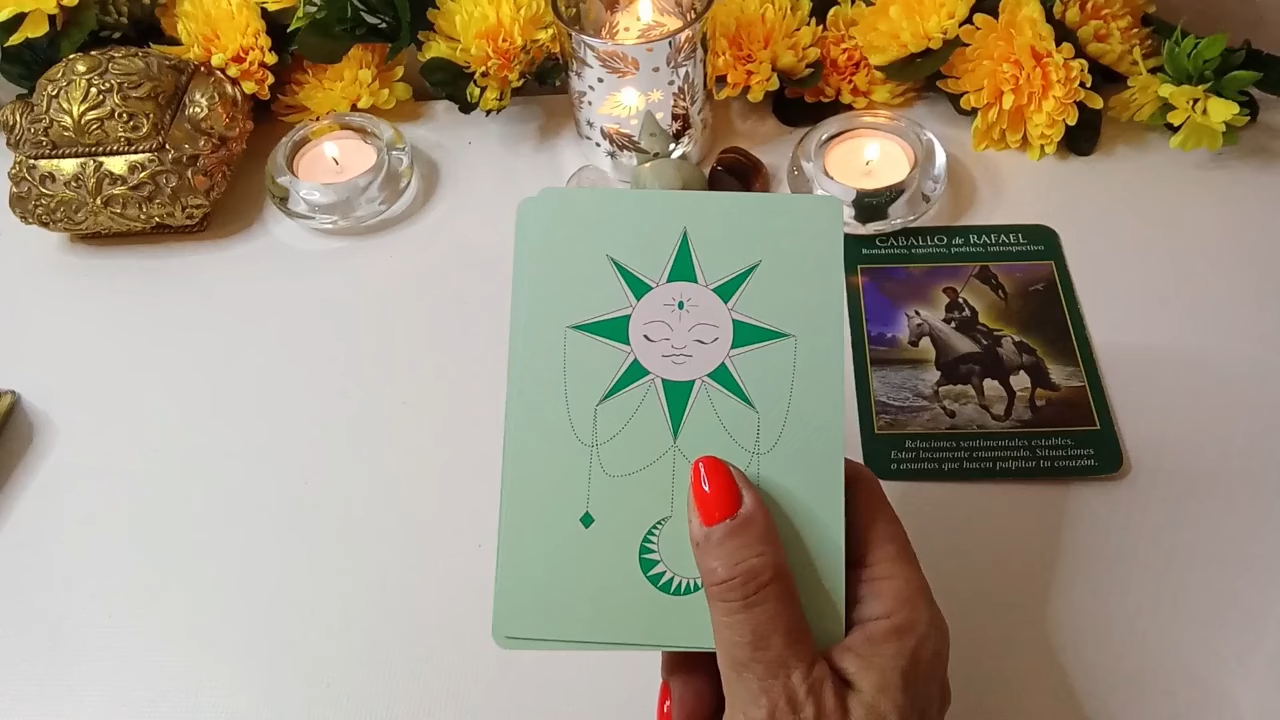 CABALLO de RAFAEL
Romántico, emotivo, poético, introspectivo
Relaciones sentimentales estables.
Estar locamente enamorado. Situaciones
o asuntos que hacen palpitar tu corazón.